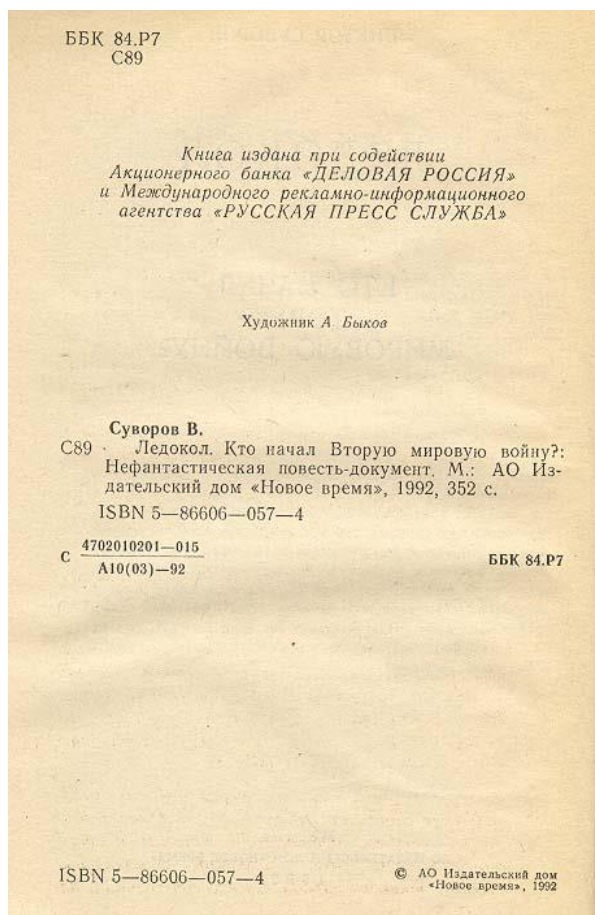 ББК 84.Р7
С89
Книга издана при содействии
Акционерного банка «ДЕЛОВАЯ РОССИЯ»
и Международного рекламно-информационного
агентства «РУССКАЯ ПРЕСС СЛУЖБА»
Художник А Быков
Суворов В.
С89 Ледокол. Кто начал Вторую мировую войну?:
Нефантастическая повесть-документ. М.: АО Из-
дательский дом «Новое время», 1992, 352 с.
ISBN 5—86606—057—4
С 4702010201—015
А10(03)—92
ББК 84.Р7
ISBN 5—86606—057—4
© АО Издательский дом
«Новое время», 1992